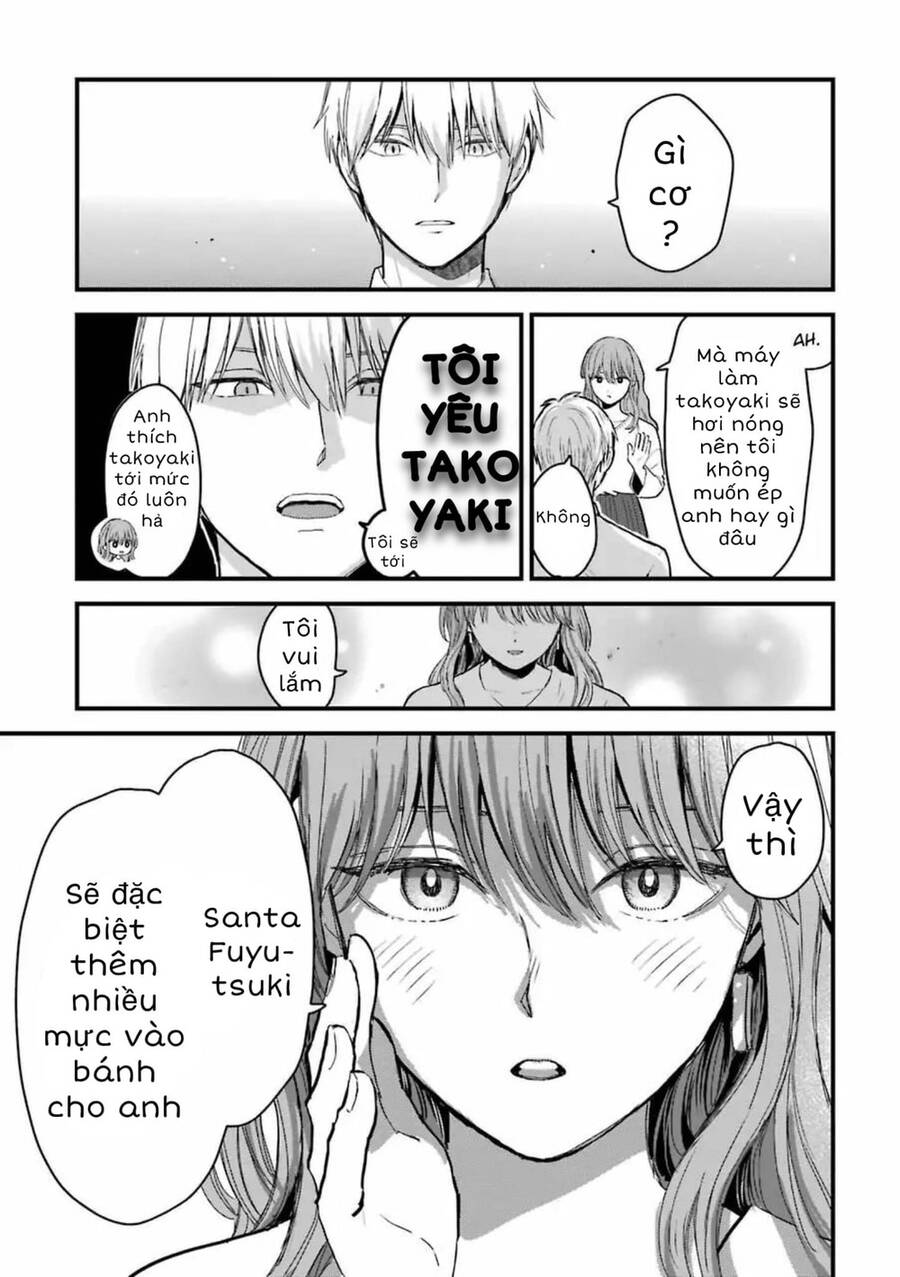 Gì
cơ
?
AH.
Mà máy
làm
takoyaki sẽ
hơi nóng
nên tôi
không
muốn ép
anh hay gì
đâu
Không
TÔI
YÊU
TAKO
YAKI
Tôi sẽ
tới
Anh
thích
takoyaki
tới mức
đó luôn
hả
Tôi
vui
lắm
Vậy
thì
Santa
Fuyu-
tsuki
Sẽ đặc
biệt
thêm
nhiều
mực vào
bánh
cho anh